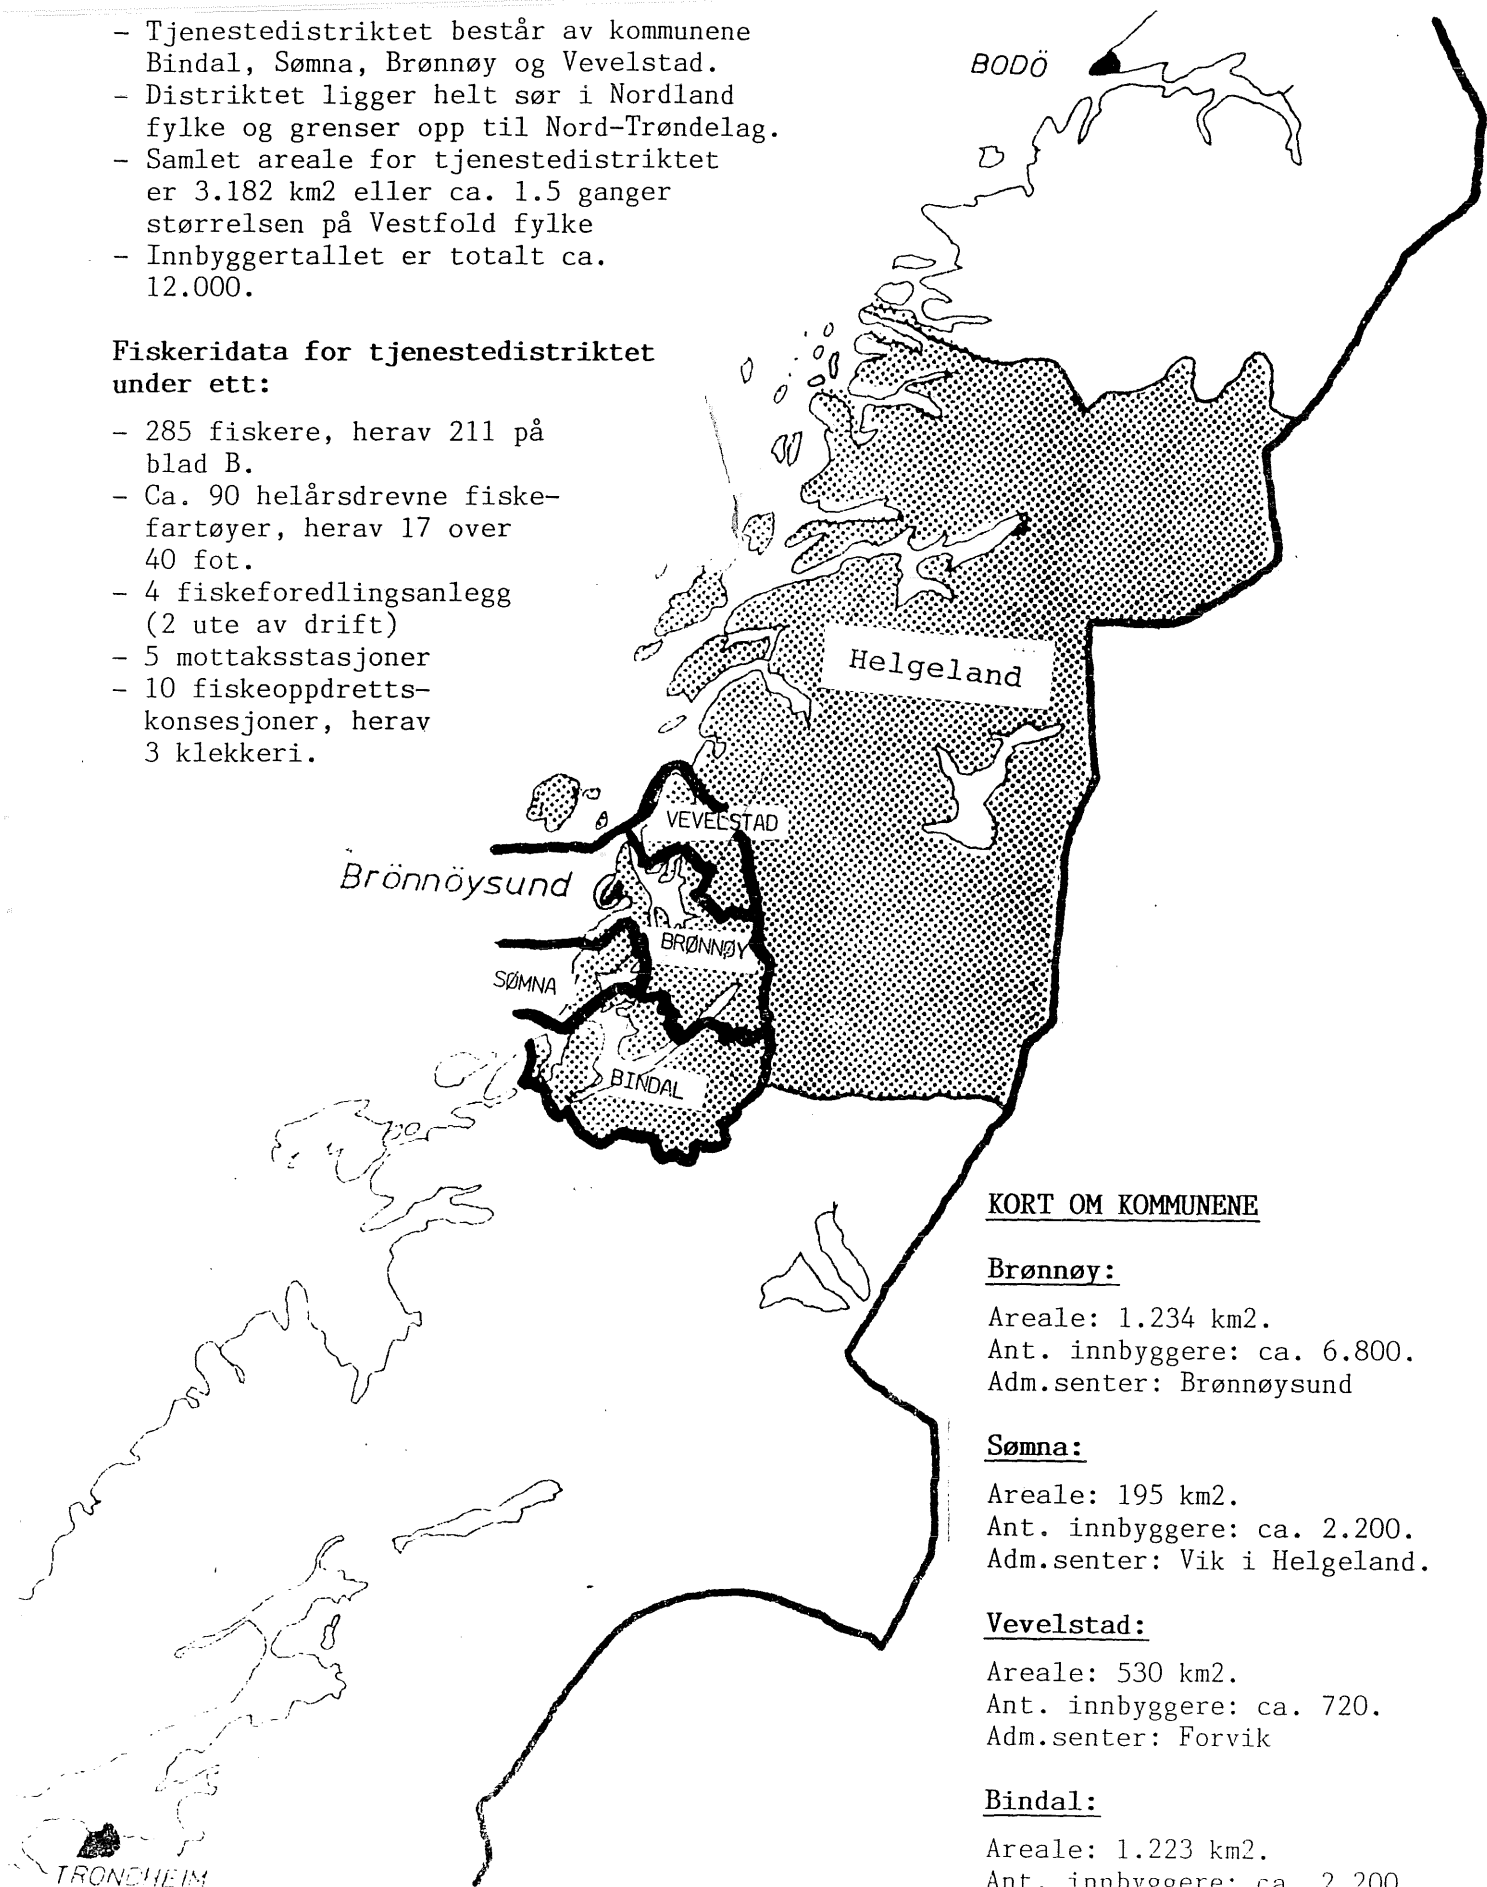 - Tjenestedistriktet består av kommunene
Bindal, Sømna, Brønnøy og Vevelstad.
- Distriktet ligger helt sør i Nordland
fylke og grenser opp til Nord-Trøndelag.
- Samlet areale for tjenestedistriktet
er 3.182 km2 eller ca. 1.5 ganger
størrelsen på Vestfold fylke
- Innbyggertallet er totalt ca.
12.000.
Fiskeridata for tjenestedistriktet
under ett:
- 285 fiskere, herav 211 på
blad B.
- Ca. 90 helårsdrevne fiske-
fartøyer, herav 17 over
40 fot.
- 4 fiskeforedlingsanlegg
(2 ute av drift)
- 5 mottaksstasjoner
- 10 fiskeoppdretts-
konsesjoner, herav
3 klekkeri.
BODÖ
Helgeland
VEVELSTAD
Brönnöysund
BRØNNØY
SØMNA
BINDAL
TRONDHEIM
KORT OM KOMMUNENE
Brønnøy:
Areale: 1.234 km2.
Ant. innbyggere: ca. 6.800.
Adm.senter: Brønnøysund
Sømna:
Areale: 195 km2.
Ant. innbyggere: ca. 2.200.
Adm.senter: Vik i Helgeland.
Vevelstad:
Areale: 530 km2.
Ant. innbyggere: ca. 720.
Adm.senter: Forvik
Bindal:
Areale: 1.223 km2.
Ant. innbyggere: ca. 2.200